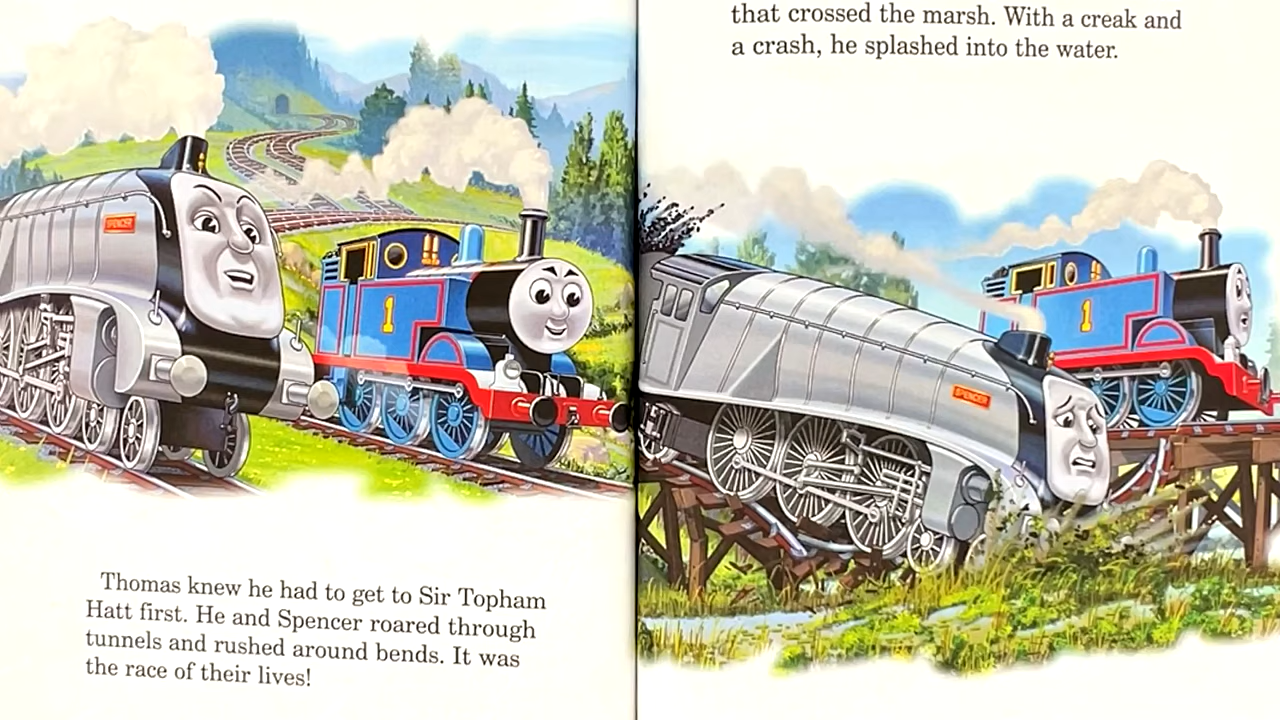 SPENCER
1
Thomas knew he had to get to Sir Topham
Hatt first. He and Spencer roared through
tunnels and rushed around bends. It was
the race of their lives!
that crossed the marsh. With a creak and
a crash, he splashed into the water.
1
SPENCER